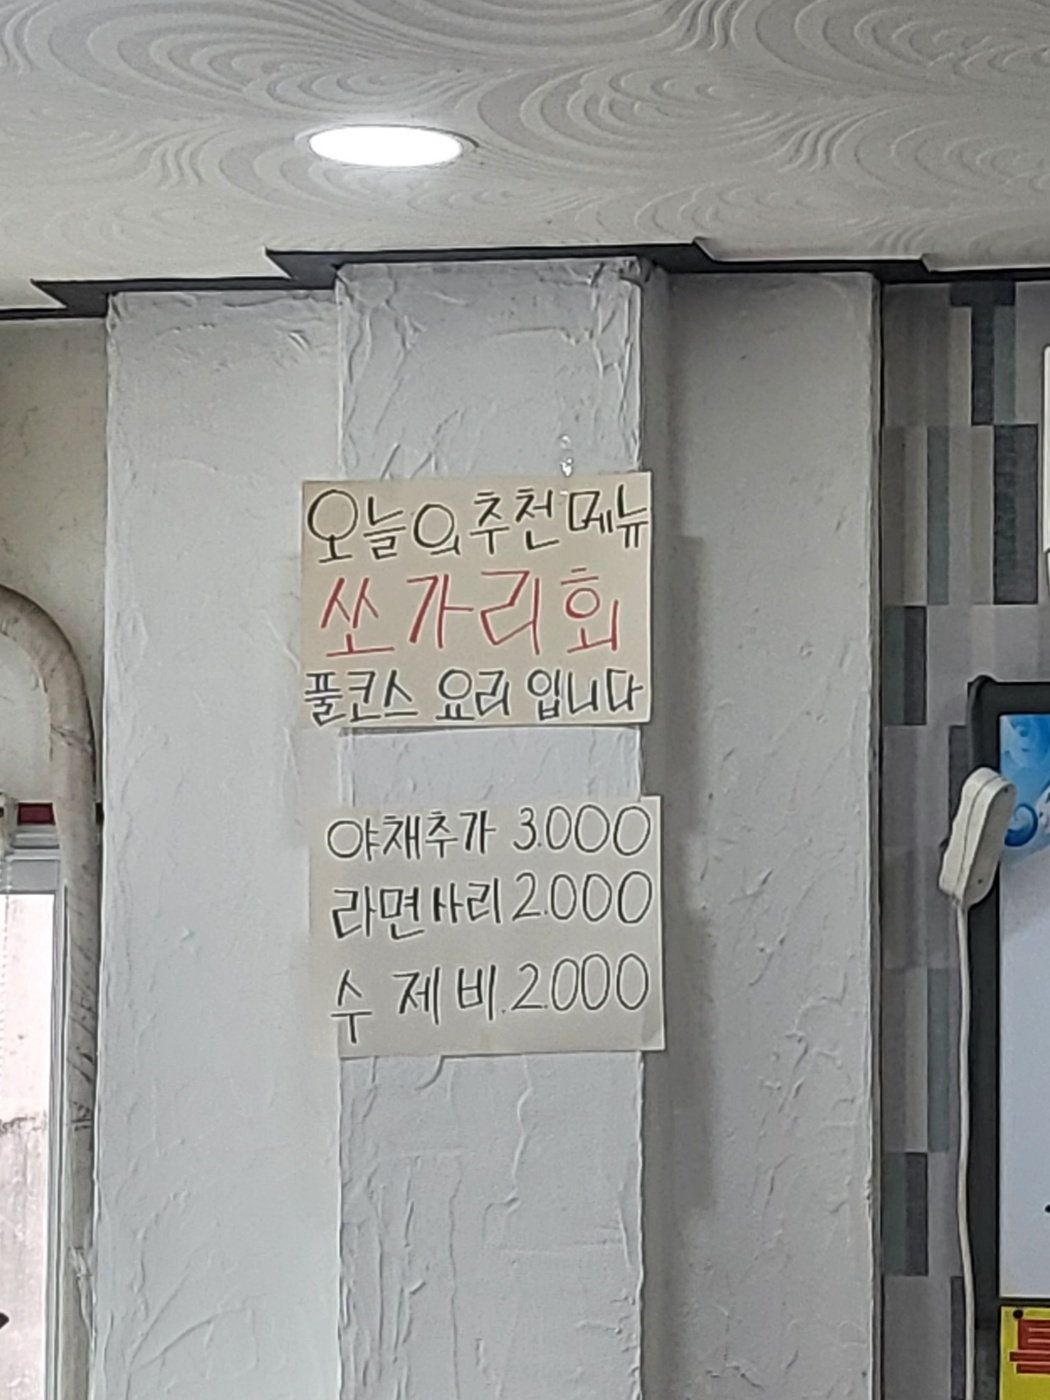 오늘의 추천 메뉴
쏘가리 회
풀코스 요리 입니다
야채추가 3.000
라면사리 2.000
수제비. 2.000